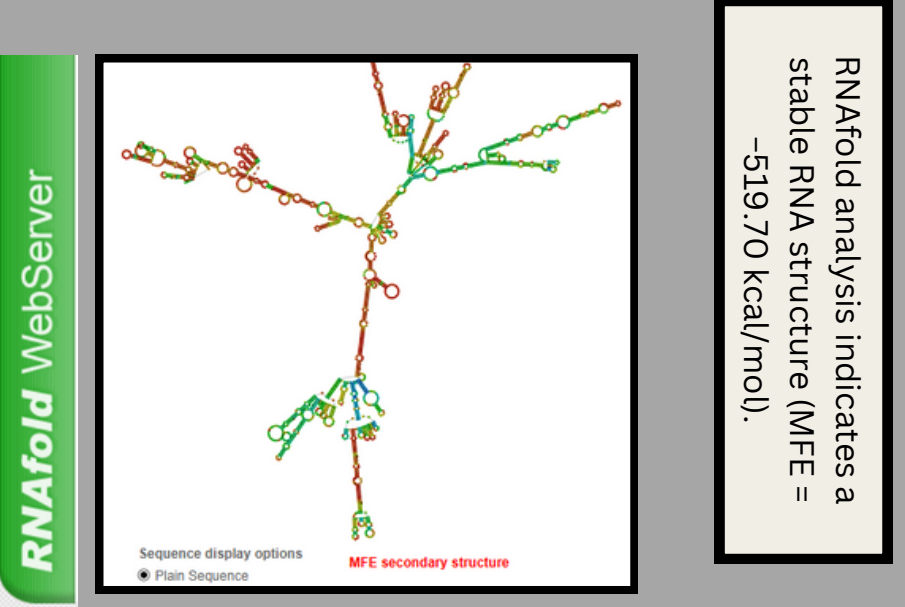 RNAfold WebServer
Sequence display options
Plain Sequence
MFE secondary structure
RNAfold analysis indicates a
stable RNA structure (MFE =
−519.70 kcal/mol).